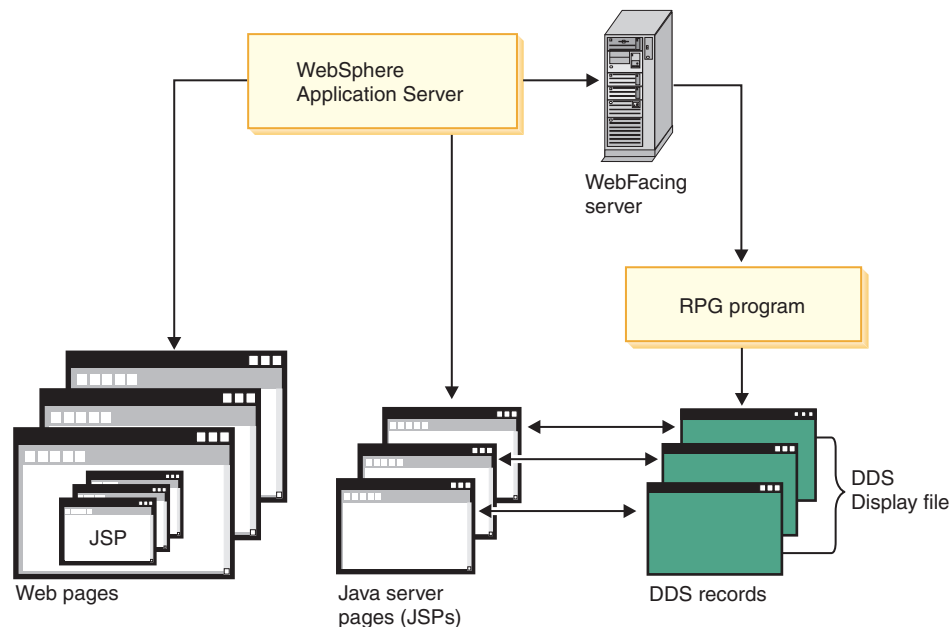 WebSphere
Application Server
WebFacing
server
RPG program
JSP
DDS
Display file
Web pages
Java server
pages (JSPs)
DDS records